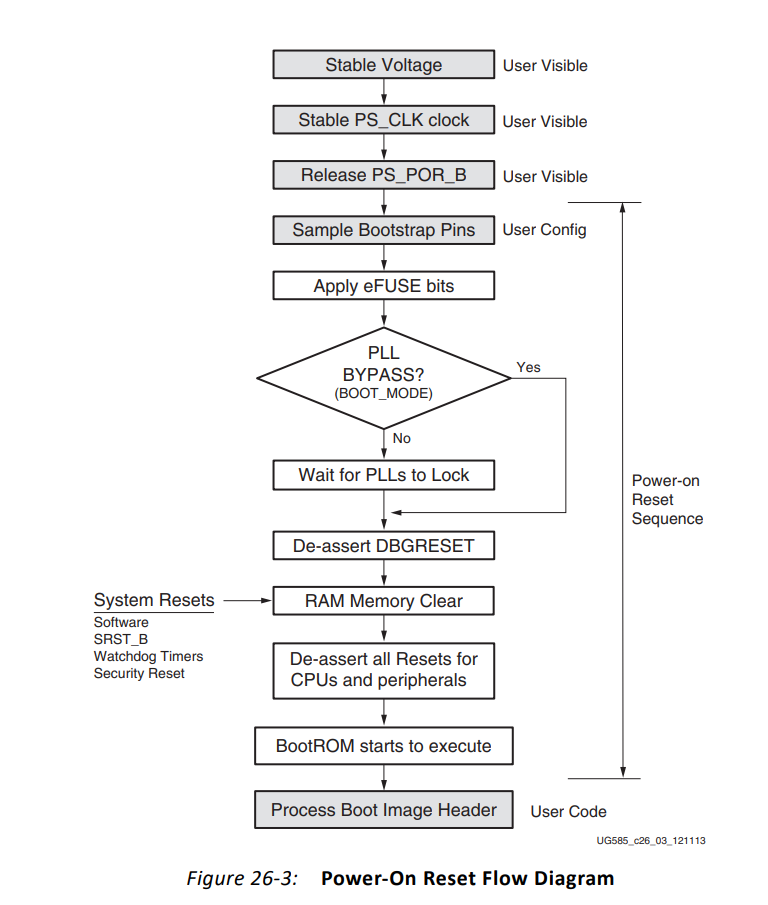 Stable Voltage
User Visible
Stable PS_CLK clock
User Visible
Release PS_POR_B
User Visible
Sample Bootstrap Pins
User Config
Apply eFUSE bits
PLL
BYPASS?
(BOOT_MODE)
Yes
No
Wait for PLLs to Lock
Power-on
Reset
Sequence
De-assert DBGRESET
System Resets
Software
SRST_B
Watchdog Timers
Security Reset
RAM Memory Clear
De-assert all Resets for
CPUs and peripherals
BootROM starts to execute
Process Boot Image Header
User Code
UG585_c26_03_121113
Figure 26-3: Power-On Reset Flow Diagram